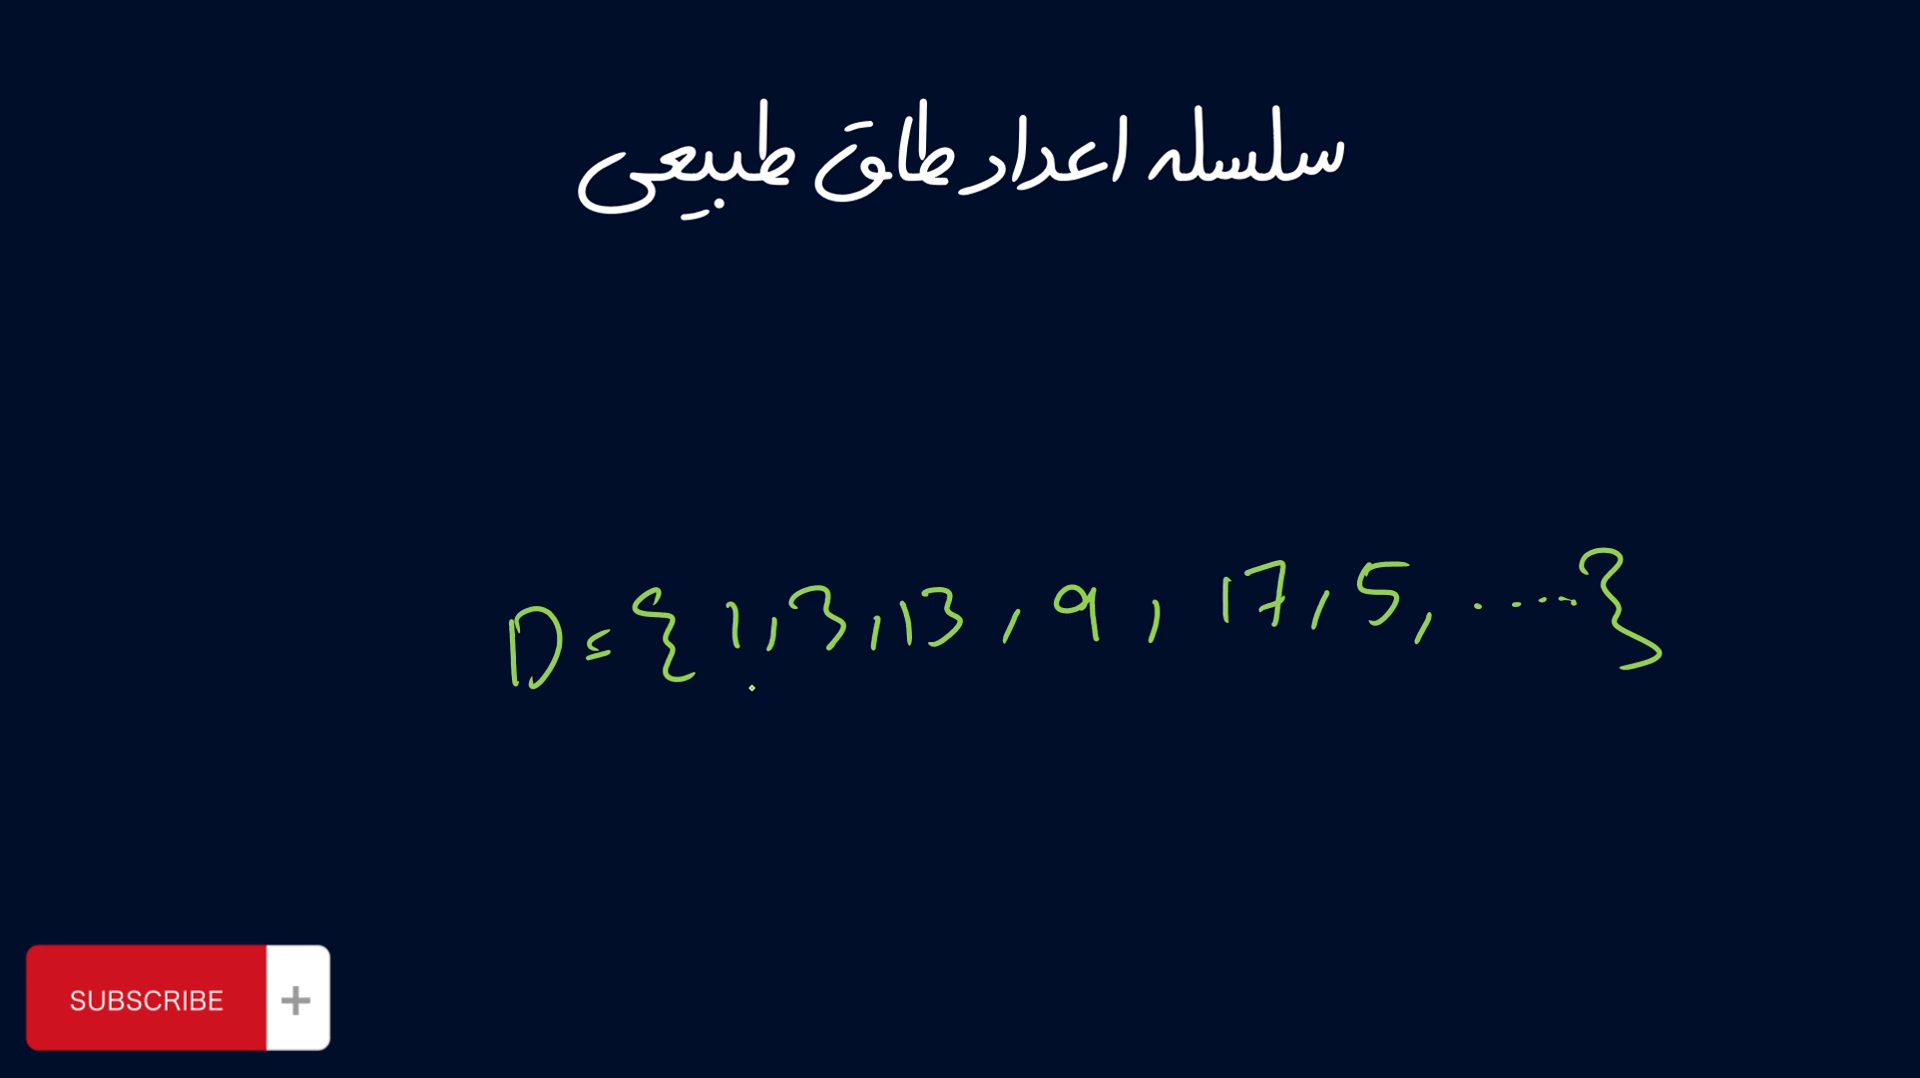 سلسله اعداد طاق طبیعی
D={1,3,13,9,17,5,....}
SUBSCRIBE +